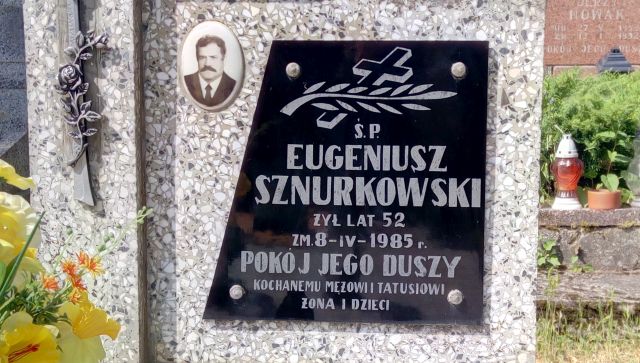 Ś.P.
EUGENIUSZ
SZNURKOWSKI
ŻYŁ LAT 52
ZM. 8-IV-1985 r.
POKÓJ JEGO DUSZY
KOCHANEMU MĘŻOWI I TATUSIOWI
ŻONA I DZIECI
NOWAK